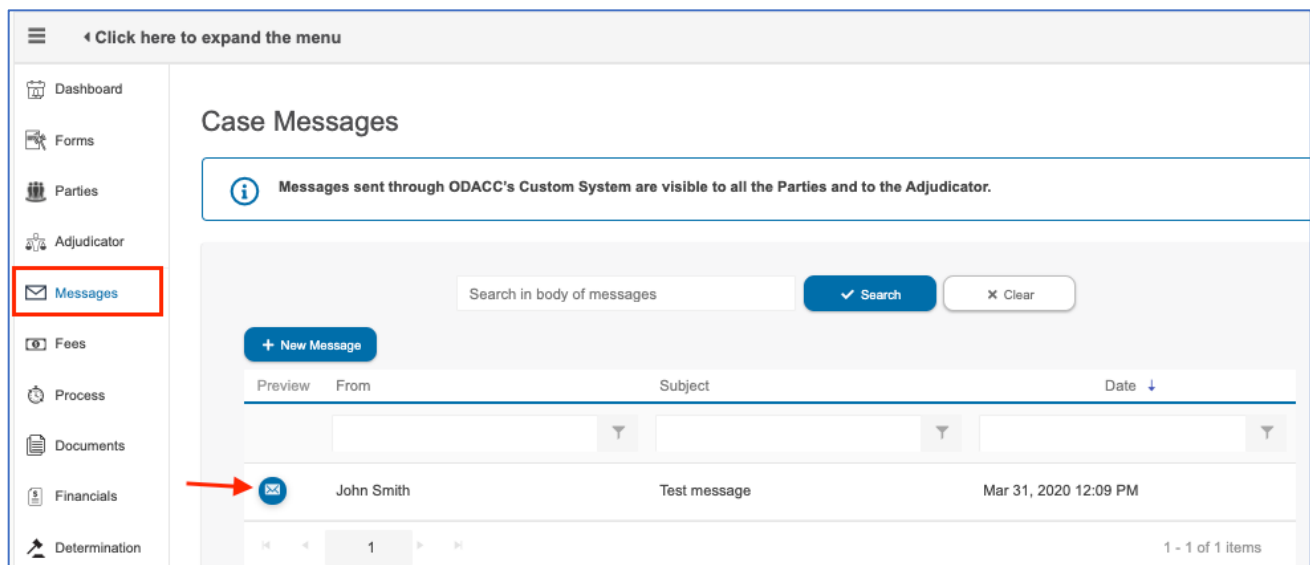 Click here to expand the menu
Dashboard
Forms
Parties
Adjudicator
Messages
Fees
Process
Documents
Financials
Determination
Case Messages
Messages sent through ODACC's Custom System are visible to all the Parties and to the Adjudicator.
Search in body of messages Search Clear
+ New Message
Preview From Subject Date
John Smith Test message Mar 31, 2020 12:09 PM
1 1 - 1 of 1 items